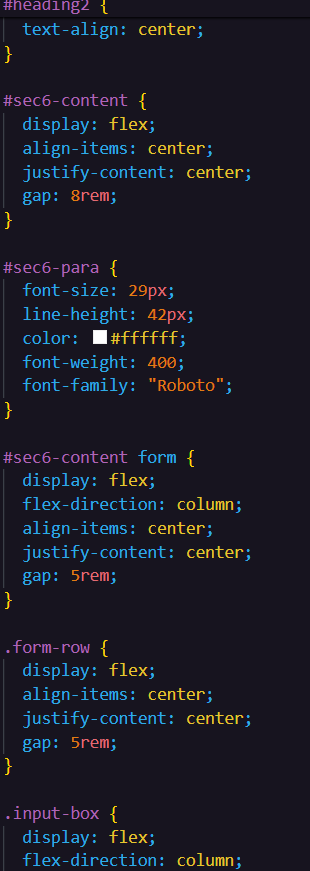 #heading2 {
text-align: center;
}
#sec6-content {
display: flex;
align-items: center;
justify-content: center;
gap: 8rem;
}
#sec6-para {
font-size: 29px;
line-height: 42px;
color: #ffffff;
font-weight: 400;
font-family: "Roboto";
}
#sec6-content form {
display: flex;
flex-direction: column;
align-items: center;
justify-content: center;
gap: 5rem;
}
.form-row {
display: flex;
align-items: center;
justify-content: center;
gap: 5rem;
}
.input-box {
display: flex;
flex-direction: column;